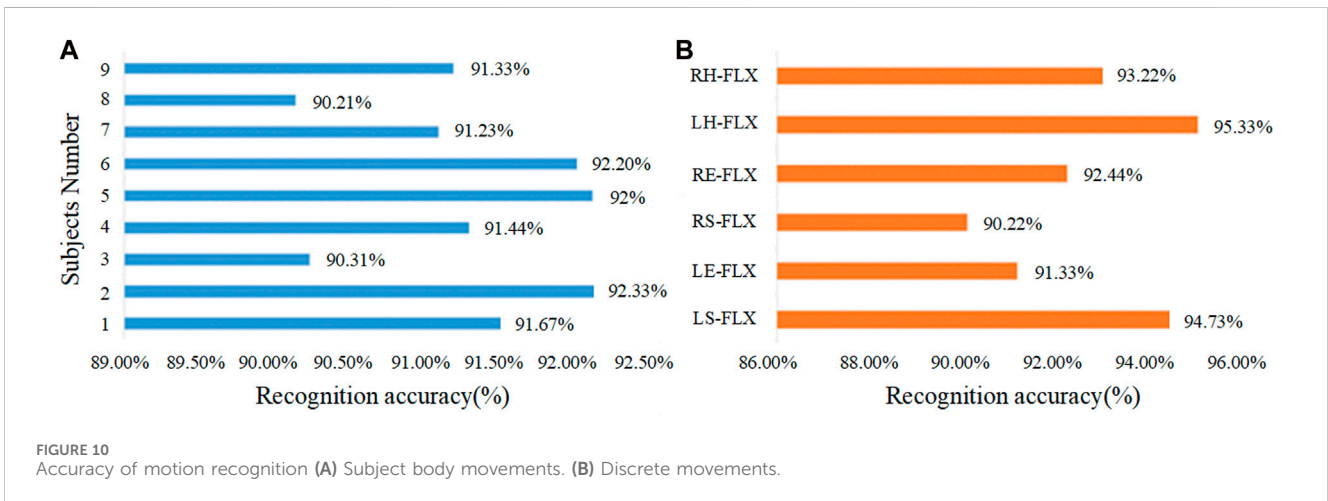 A
B
Subjects Number
9 91.33%
8 90.21%
7 91.23%
6 92.20%
5 92%
4 91.44%
3 90.31%
2 92.33%
1 91.67%
89.00% 89.50% 90.00% 90.50% 91.00% 91.50% 92.00% 92.50%
Recognition accuracy(%)
RH-FLX 93.22%
LH-FLX 95.33%
RE-FLX 92.44%
RS-FLX 90.22%
LE-FLX 91.33%
LS-FLX 94.73%
86.00% 88.00% 90.00% 92.00% 94.00% 96.00%
Recognition accuracy(%)
FIGURE 10
Accuracy of motion recognition (A) Subject body movements. (B) Discrete movements.